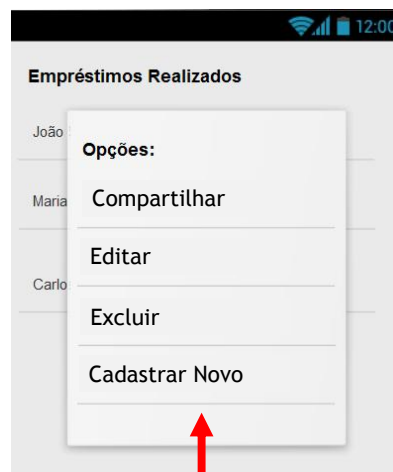 12:00
Empréstimos Realizados
João
Opções:
Maria
Compartilhar
Editar
Carlo
Excluir
Cadastrar Novo